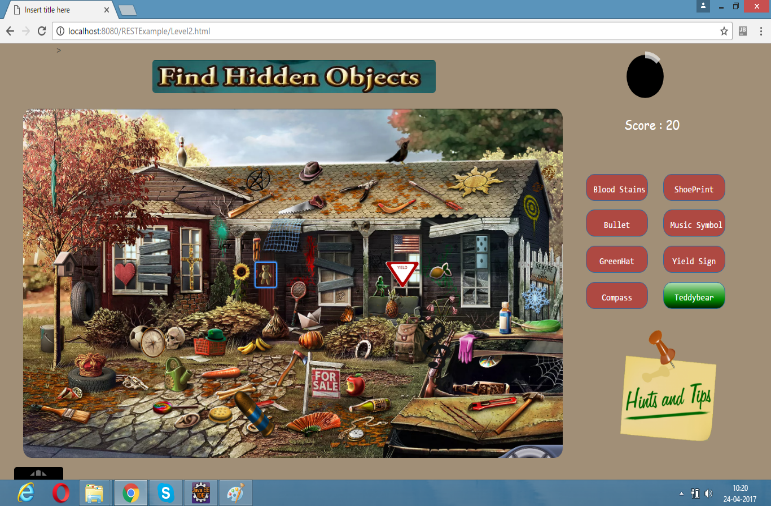 Insert title here
localhost:8080/RESTExample/Level2.html
>
Find Hidden Objects
Score : 20
Blood Stains
ShoePrint
Bullet
Music Symbol
GreenHat
Yield Sign
Compass
Teddybear
YIELD
FOR
SALE
Hints and Tips
10:20
24-04-2017